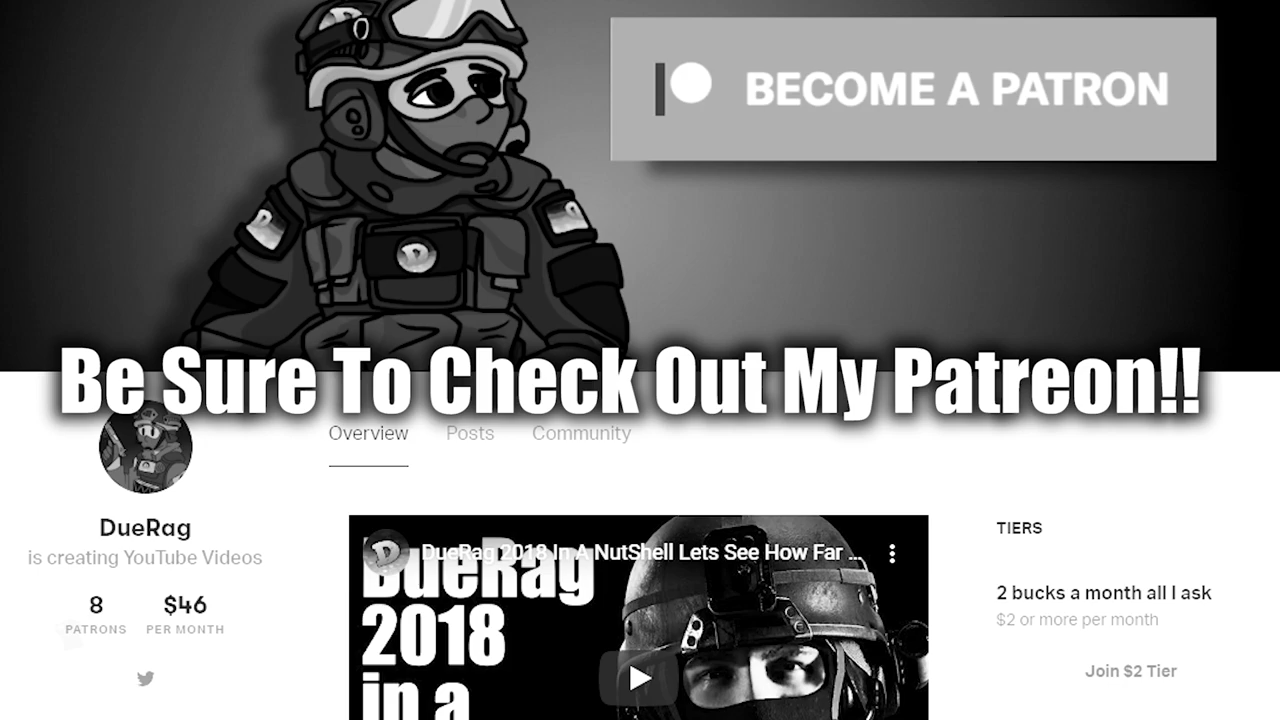 BECOME A PATRON
Be Sure To Check Out My Patreon!!
Overview Posts Community
DueRag
is creating YouTube Videos
8 $46
PATRONS PER MONTH
D DueRag 2018 In A NutShell Lets See How Far ...
DueRag
2018
in a
TIERS
2 bucks a month all I ask
$2 or more per month
Join $2 Tier